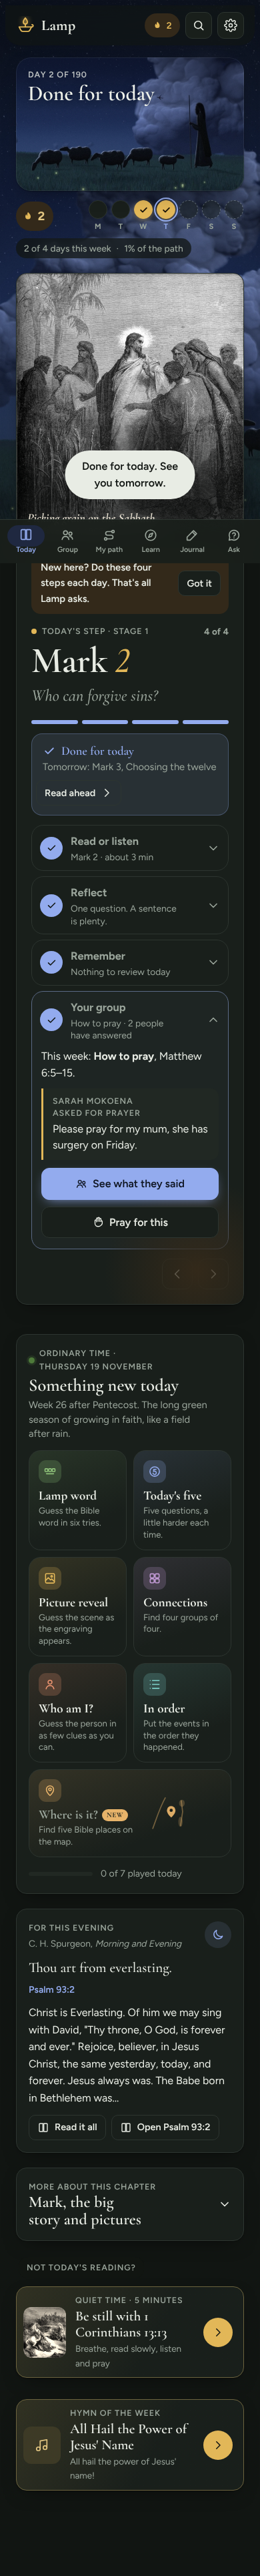 Lamp
2
DAY 2 OF 190
Done for today
2
M T W T F S S
2 of 4 days this week · 1% of the path
Done for today. See
you tomorrow.
Picking grain on the Sabbath
Today Group My path Learn Journal Ask
New here? Do these four
steps each day. That's all
Lamp asks.
Got it
TODAY'S STEP · STAGE 1
4 of 4
Mark 2
Who can forgive sins?
Done for today
Tomorrow: Mark 3, Choosing the twelve
Read ahead
Read or listen
Mark 2 · about 3 min
Reflect
One question. A sentence
is plenty.
Remember
Nothing to review today
Your group
How to pray · 2 people
have answered
This week: How to pray, Matthew
6:5–15.
SARAH MOKOENA
ASKED FOR PRAYER
Please pray for my mum, she has
surgery on Friday.
See what they said
Pray for this
ORDINARY TIME ·
THURSDAY 19 NOVEMBER
Something new today
Week 26 after Pentecost. The long green
season of growing in faith, like a field
after rain.
Lamp word
Guess the Bible
word in six tries.
Today's five
Five questions, a
little harder each
time.
Picture reveal
Guess the scene as
the engraving
appears.
Connections
Find four groups of
four.
Who am I?
Guess the person in
as few clues as you
can.
In order
Put the events in
the order they
happened.
Where is it? NEW
Find five Bible places on
the map.
0 of 7 played today
FOR THIS EVENING
C. H. Spurgeon, Morning and Evening
Thou art from everlasting.
Psalm 93:2
Christ is Everlasting. Of him we may sing
with David, "Thy throne, O God, is forever
and ever." Rejoice, believer, in Jesus
Christ, the same yesterday, today, and
forever. Jesus always was. The Babe born
in Bethlehem was…
Read it all
Open Psalm 93:2
MORE ABOUT THIS CHAPTER
Mark, the big
story and pictures
NOT TODAY'S READING?
QUIET TIME · 5 MINUTES
Be still with 1
Corinthians 13:13
Breathe, read slowly, listen
and pray
HYMN OF THE WEEK
All Hail the Power of
Jesus' Name
All hail the power of Jesus'
name!